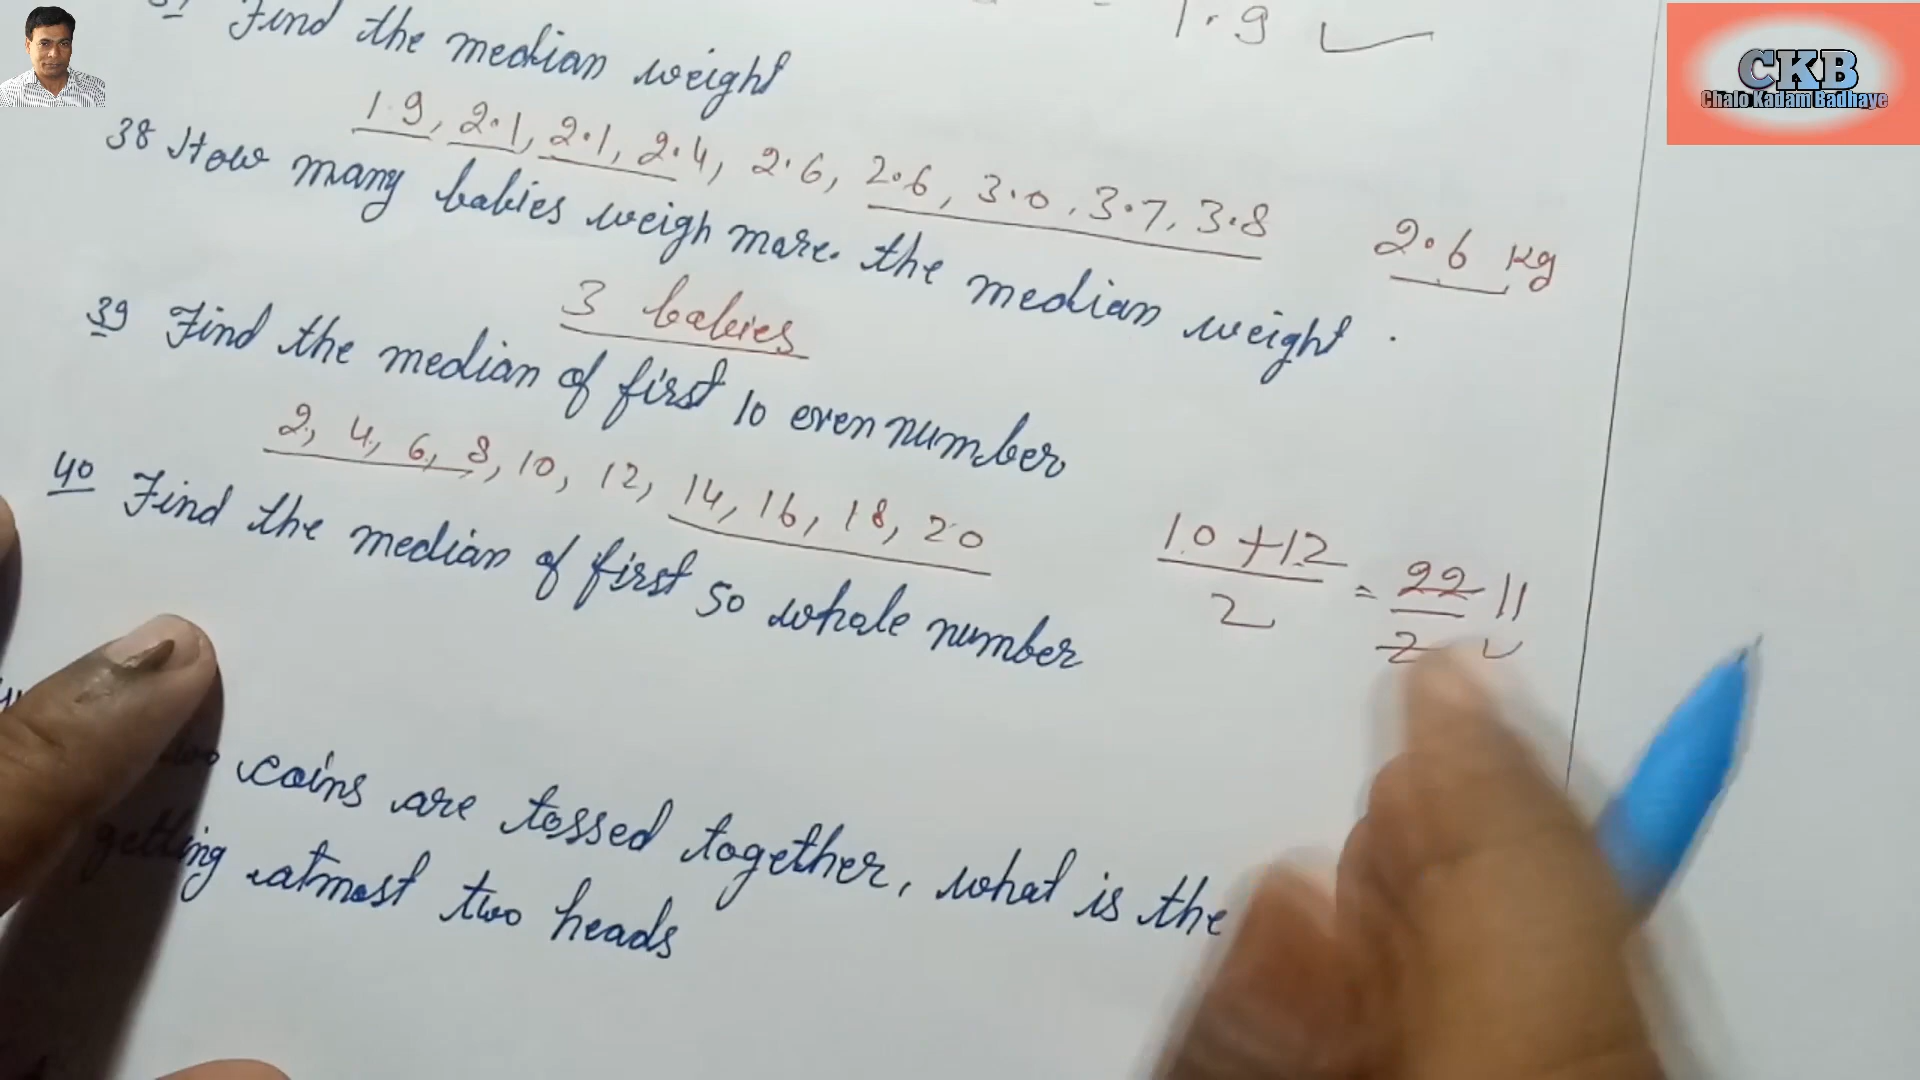 Find the median weight
1.9
1.9, 2.1, 2.1, 2.4, 2.6, 2.6, 3.0, 3.7, 3.8
2.6 Kg
38 How many babies weigh more. the median weight.
3 babies
39 Find the median of first 10 even number
2, 4, 6, 8, 10, 12, 14, 16, 18, 20
10 + 12 / 2 = 22 / 2 11
40 Find the median of first 50 whole number
coins are tossed together, what is the
getting atmost two heads
CKB
Chalo Kadam Badhaye